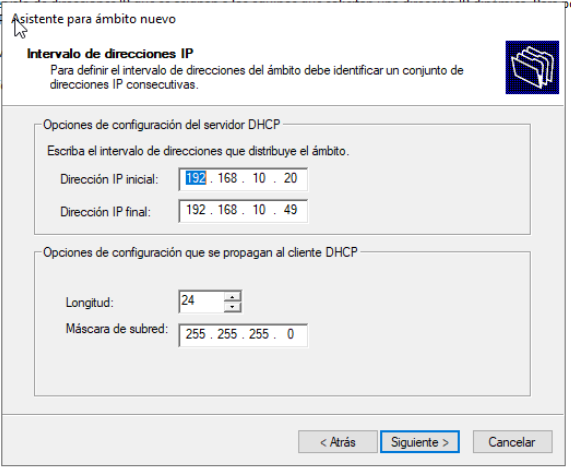 Asistente para ámbito nuevo
Intervalo de direcciones IP
Para definir el intervalo de direcciones del ámbito debe identificar un conjunto de
direcciones IP consecutivas.
Opciones de configuración del servidor DHCP
Escriba el intervalo de direcciones que distribuye el ámbito.
Dirección IP inicial: 192 . 168 . 10 . 20
Dirección IP final: 192 . 168 . 10 . 49
Opciones de configuración que se propagan al cliente DHCP
Longitud: 24
Máscara de subred: 255 . 255 . 255 . 0
< Atrás Siguiente > Cancelar